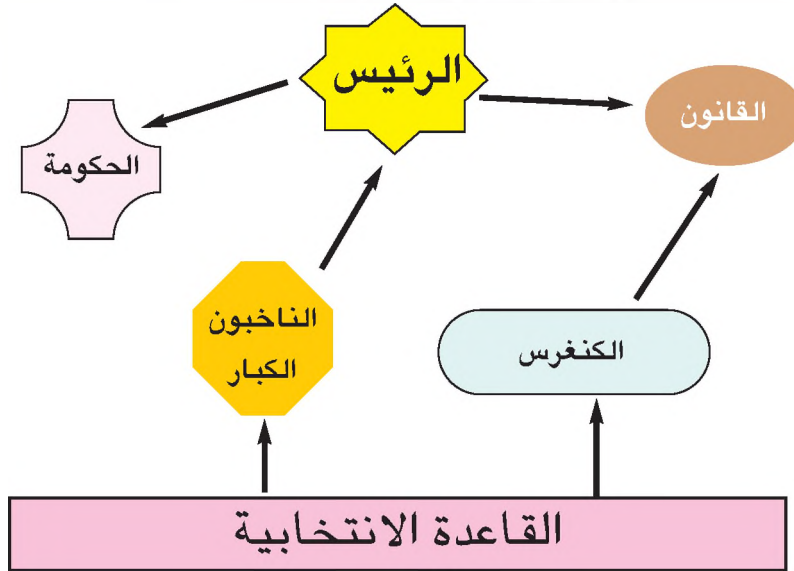 الرئيس
القانون
الحكومة
الناخبون
الكبار
الكنغرس
القاعدة الانتخابية